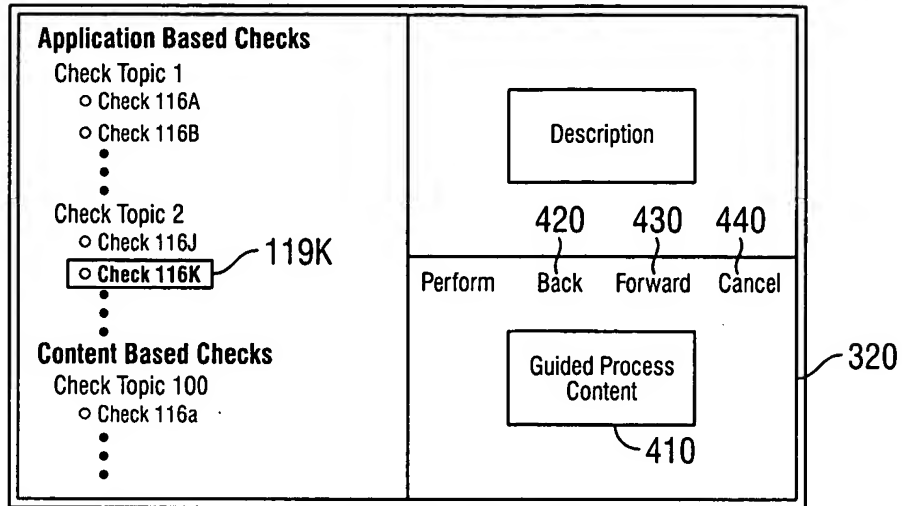 Application Based Checks
Check Topic 1
Check 116A
Check 116B
Check Topic 2
Check 116J
Check 116K
119K
Content Based Checks
Check Topic 100
Check 116a
Description
420
430
440
Perform Back Forward Cancel
Guided Process
Content
410
320